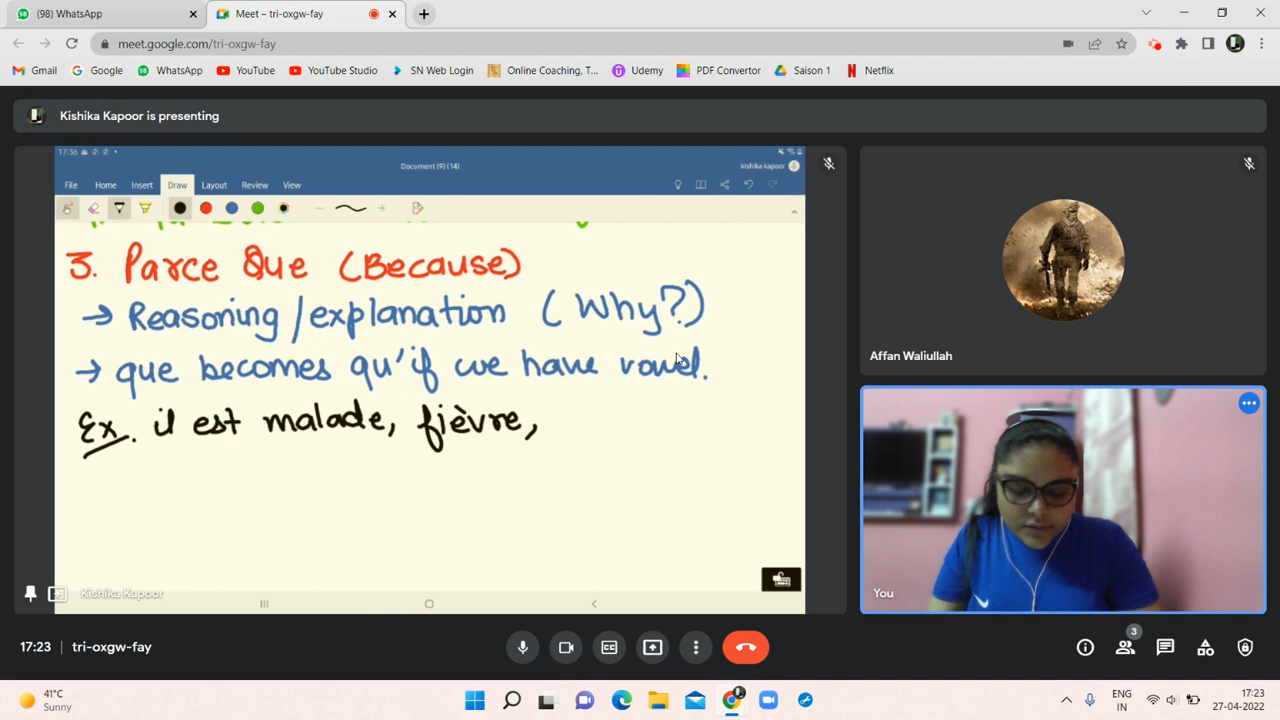 (98) WhatsApp
Meet – tri-oxgw-fay
meet.google.com/tri-oxgw-fay
Gmail Google WhatsApp YouTube YouTube Studio SN Web Login Online Coaching, T... Udemy PDF Convertor Saison 1 Netflix
Kishika Kapoor is presenting
17:36
Document (9) (14)
kishika kapoor
File Home Insert Draw Layout Review View
3. Parce Que (Because)
→ Reasoning/explanation (Why?)
→ que becomes qu'if we have vowel.
Ex. il est malade, fièvre,
Kishika Kapoor
Affan Waliullah
You
17:23 | tri-oxgw-fay
3
41°C
Sunny
ENG
IN
17:23
27-04-2022